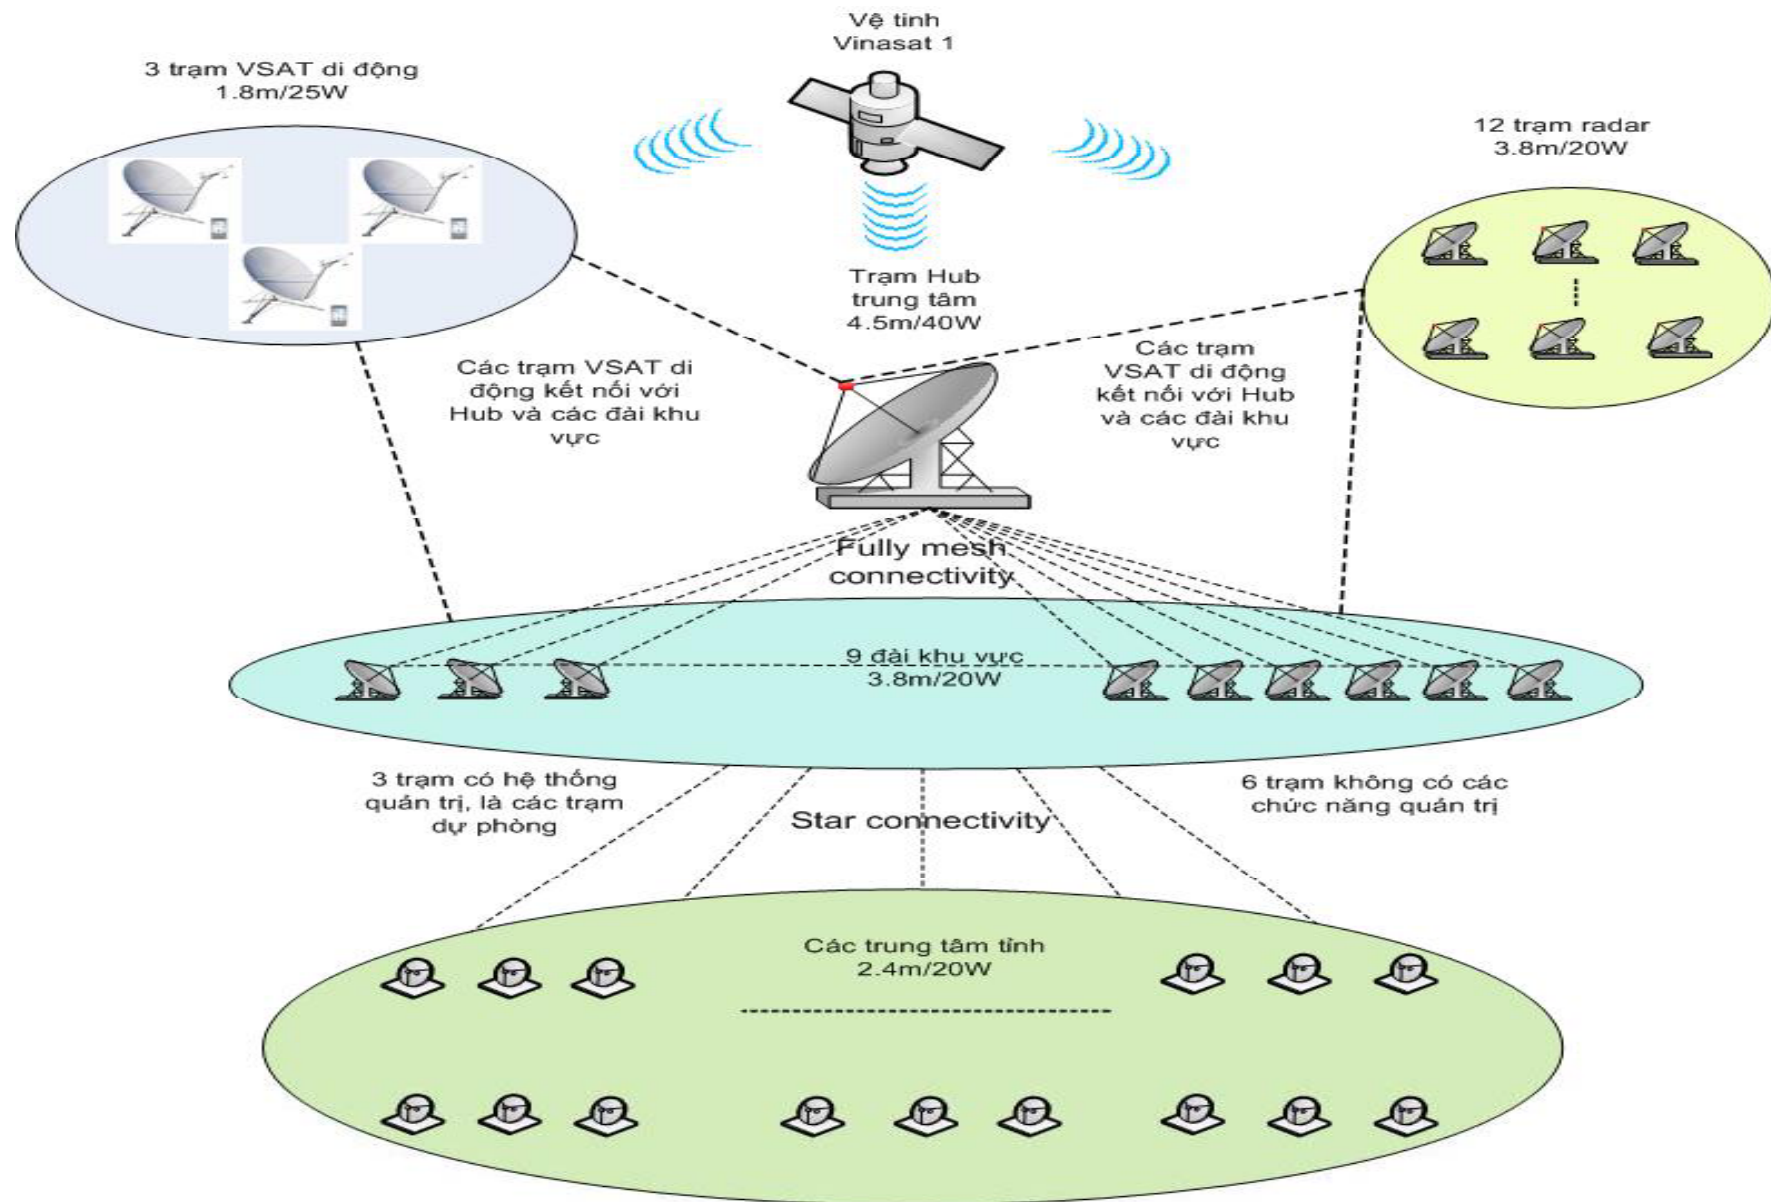 Vệ tinh
Vinasat 1
3 trạm VSAT di động
1.8m/25W
12 trạm radar
3.8m/20W
Trạm Hub
trung tâm
4.5m/40W
Các trạm VSAT di
động kết nối với
Hub và các đài khu
vực
Các trạm
VSAT di động
kết nối với Hub
và các đài khu
vực
Fully mesh
connectivity
9 đài khu vực
3.8m/20W
3 trạm có hệ thống
quản trị, là các trạm
dự phòng
6 trạm không có các
chức năng quản trị
Star connectivity
Các trung tâm tỉnh
2.4m/20W